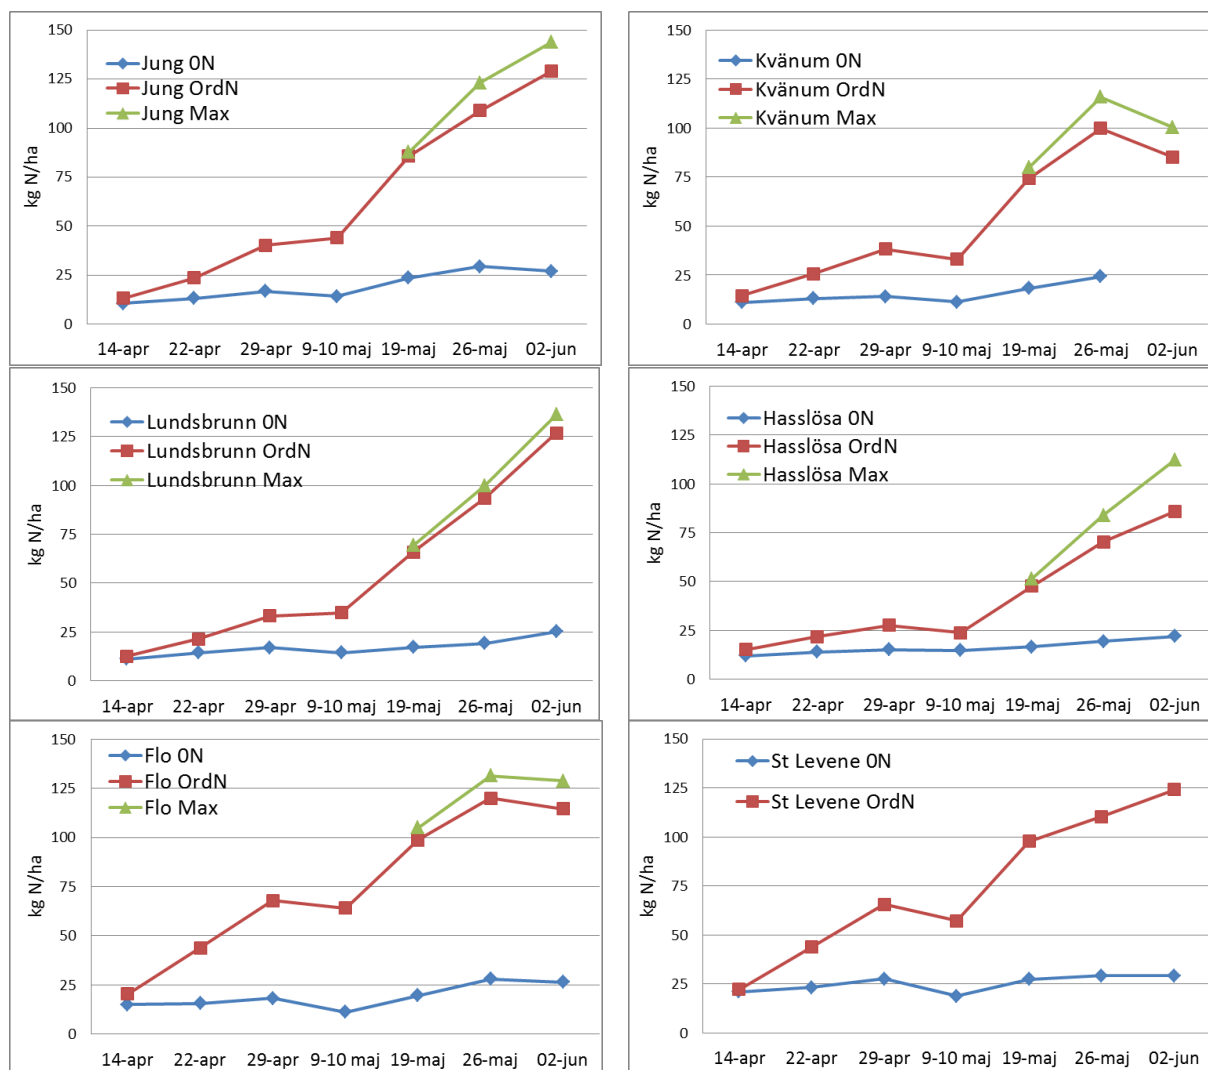 150
125
100
75
50
25
0
kg N/ha
Jung 0N
Jung OrdN
Jung Max
14-apr 22-apr 29-apr 9-10 maj 19-maj 26-maj 02-jun
150
125
100
75
50
25
0
kg N/ha
Kvänum 0N
Kvänum OrdN
Kvänum Max
14-apr 22-apr 29-apr 9-10 maj 19-maj 26-maj 02-jun
150
125
100
75
50
25
0
kg N/ha
Lundsbrunn 0N
Lundsbrunn OrdN
Lundsbrunn Max
14-apr 22-apr 29-apr 9-10 maj 19-maj 26-maj 02-jun
150
125
100
75
50
25
0
kg N/ha
Hasslösa 0N
Hasslösa OrdN
Hasslösa Max
14-apr 22-apr 29-apr 9-10 maj 19-maj 26-maj 02-jun
150
125
100
75
50
25
0
kg N/ha
Flo 0N
Flo OrdN
Flo Max
14-apr 22-apr 29-apr 9-10 maj 19-maj 26-maj 02-jun
150
125
100
75
50
25
0
kg N/ha
St Levene 0N
St Levene OrdN
14-apr 22-apr 29-apr 9-10 maj 19-maj 26-maj 02-jun